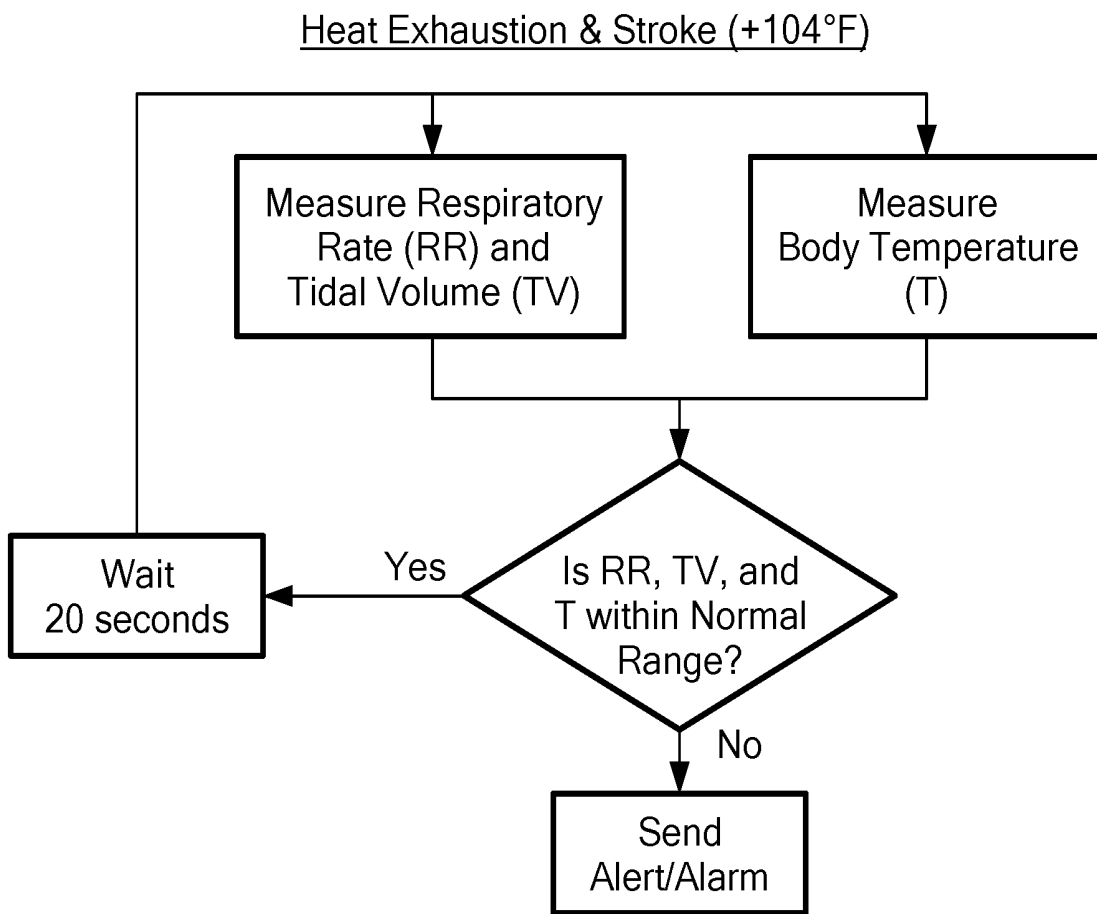 Heat Exhaustion & Stroke (+104°F)
Measure Respiratory
Rate (RR) and
Tidal Volume (TV)
Measure
Body Temperature
(T)
Is RR, TV, and
T within Normal
Range?
Yes
Wait
20 seconds
No
Send
Alert/Alarm